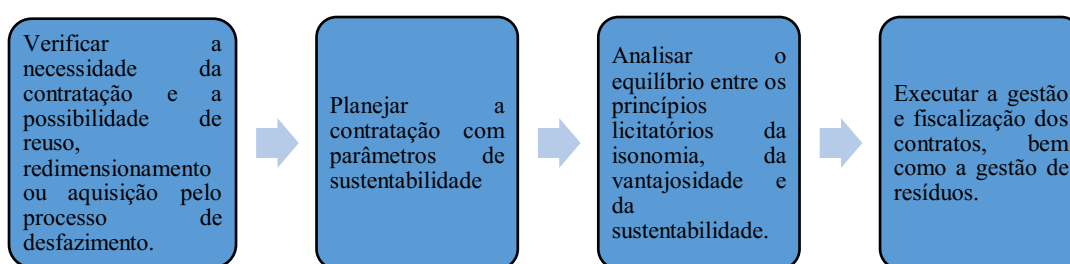 Verificar a
necessidade da
contratação e a
possibilidade de
reuso,
redimensionamento
ou aquisição pelo
processo de
desfazimento.
Planejar a
contratação com
parâmetros de
sustentabilidade
Analisar o
equilíbrio entre os
princípios
licitatórios da
isonomia, da
vantajosidade e
da
sustentabilidade.
Executar a gestão
e fiscalização dos
contratos, bem
como a gestão de
resíduos.